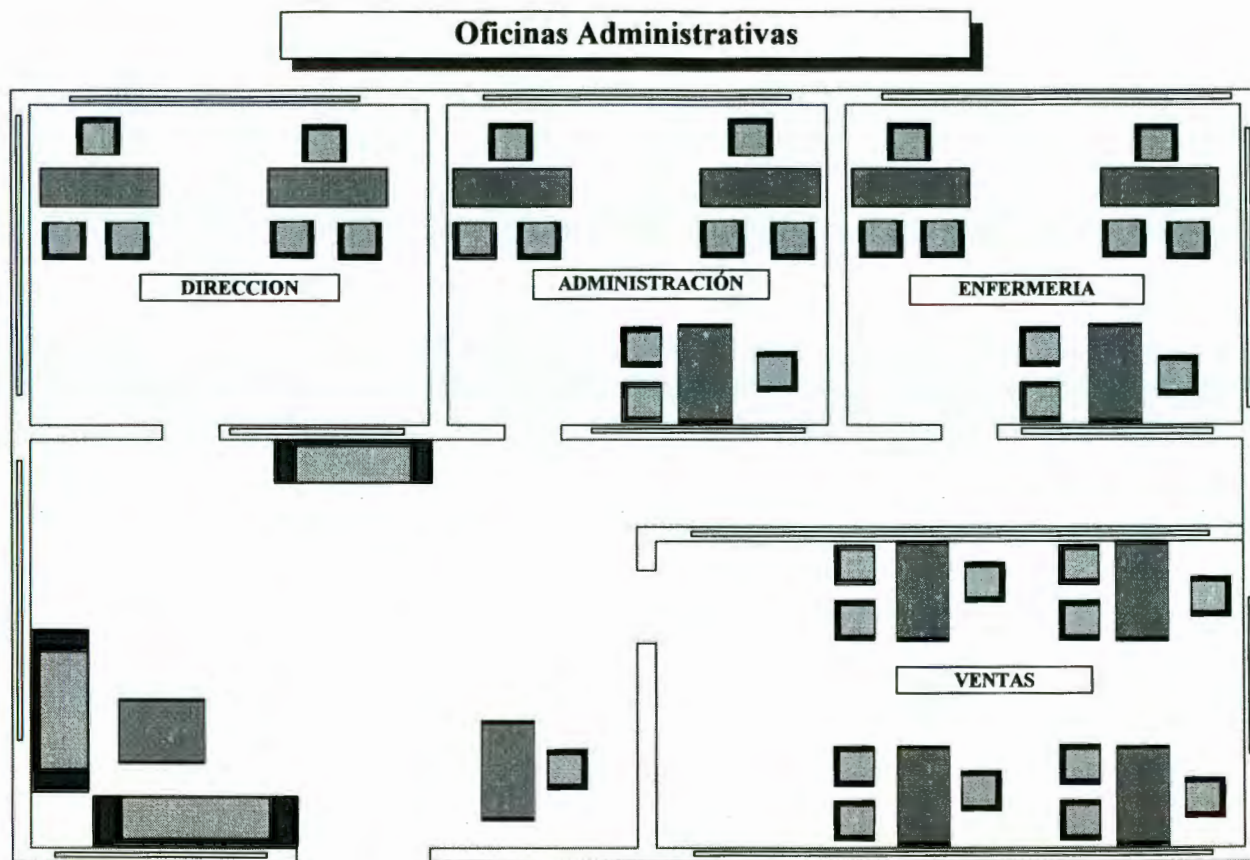 Oficinas Administrativas
DIRECCION
ADMINISTRACIÓN
ENFERMERIA
VENTAS